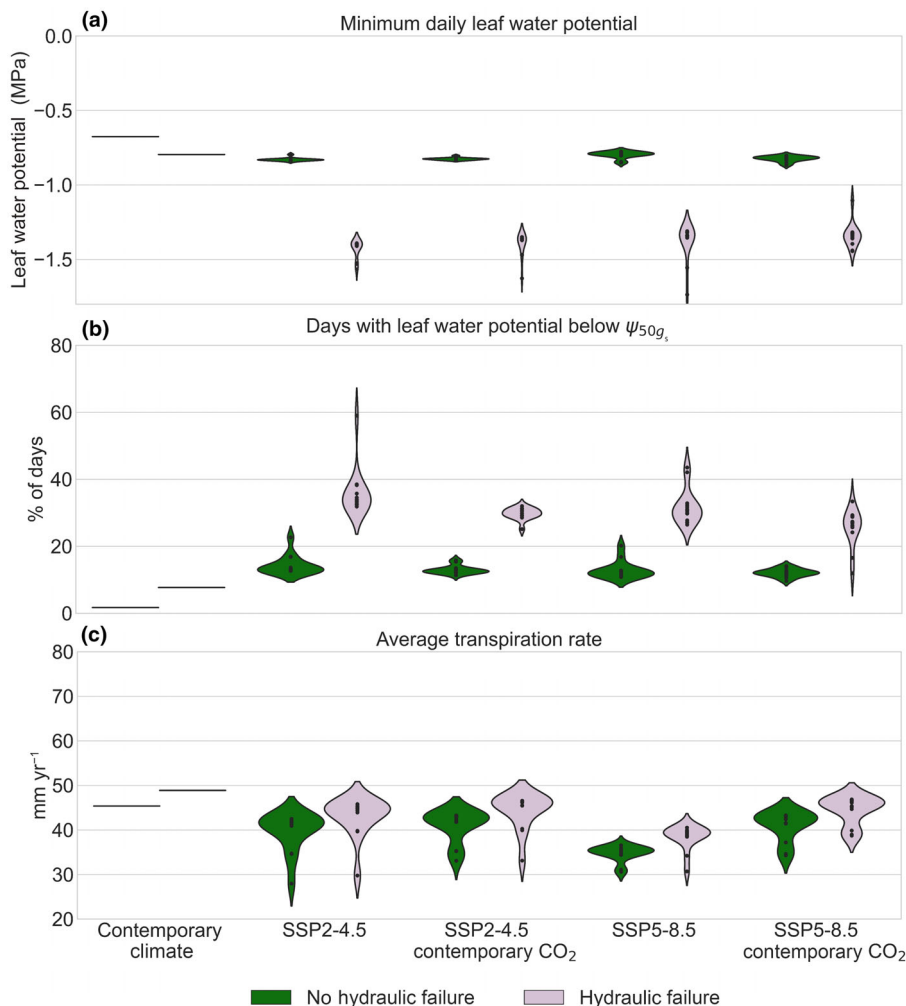 (a)
Minimum daily leaf water potential
Leaf water potential (MPa)
0.0
−0.5
−1.0
−1.5
(b)
Days with leaf water potential below ψ50gs
% of days
80
60
40
20
0
(c)
Average transpiration rate
mm yr−1
80
70
60
50
40
30
20
Contemporary
climate
SSP2-4.5
SSP2-4.5
contemporary CO2
SSP5-8.5
SSP5-8.5
contemporary CO2
No hydraulic failure
Hydraulic failure